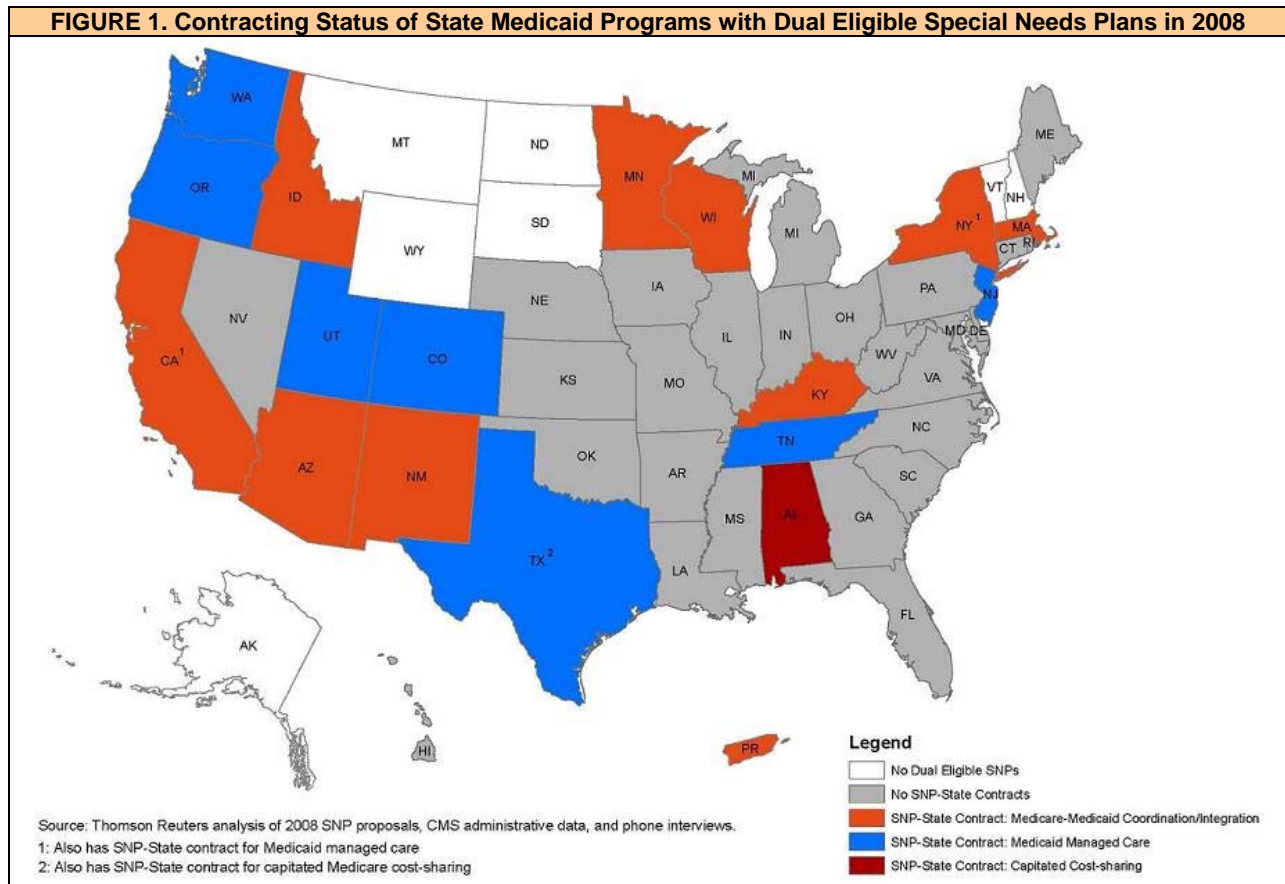 FIGURE 1. Contracting Status of State Medicaid Programs with Dual Eligible Special Needs Plans in 2008
WA
MT
ND
MN
ME
OR
ID
WY
SD
WI
MI
MI
VT
NH
NY 1
MA
CT
RI
NV
UT
CO
NE
IA
IL
IN
OH
PA
NJ
MD
DE
WV
VA
CA 1
KS
MO
KY
NC
TN
AZ
NM
OK
AR
SC
MS
AL
GA
TX 2
LA
FL
AK
HI
PR
Legend
No Dual Eligible SNPs
No SNP-State Contracts
SNP-State Contract: Medicare-Medicaid Coordination/Integration
SNP-State Contract: Medicaid Managed Care
SNP-State Contract: Capitated Cost-sharing
Source: Thomson Reuters analysis of 2008 SNP proposals, CMS administrative data, and phone interviews.
1: Also has SNP-State contract for Medicaid managed care
2: Also has SNP-State contract for capitated Medicare cost-sharing